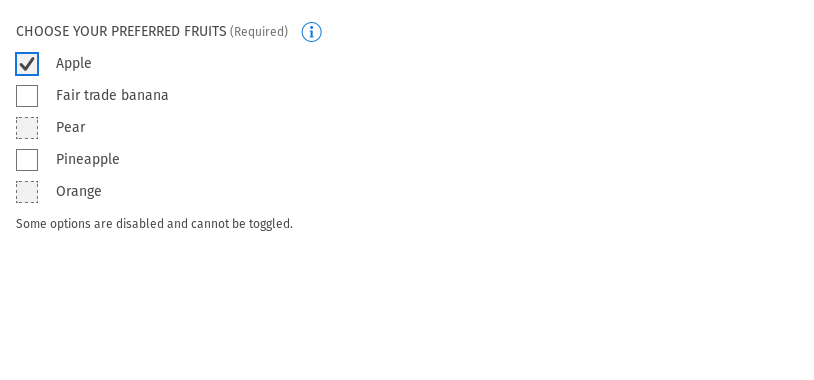 CHOOSE YOUR PREFERRED FRUITS (Required)
Apple
Fair trade banana
Pear
Pineapple
Orange
Some options are disabled and cannot be toggled.